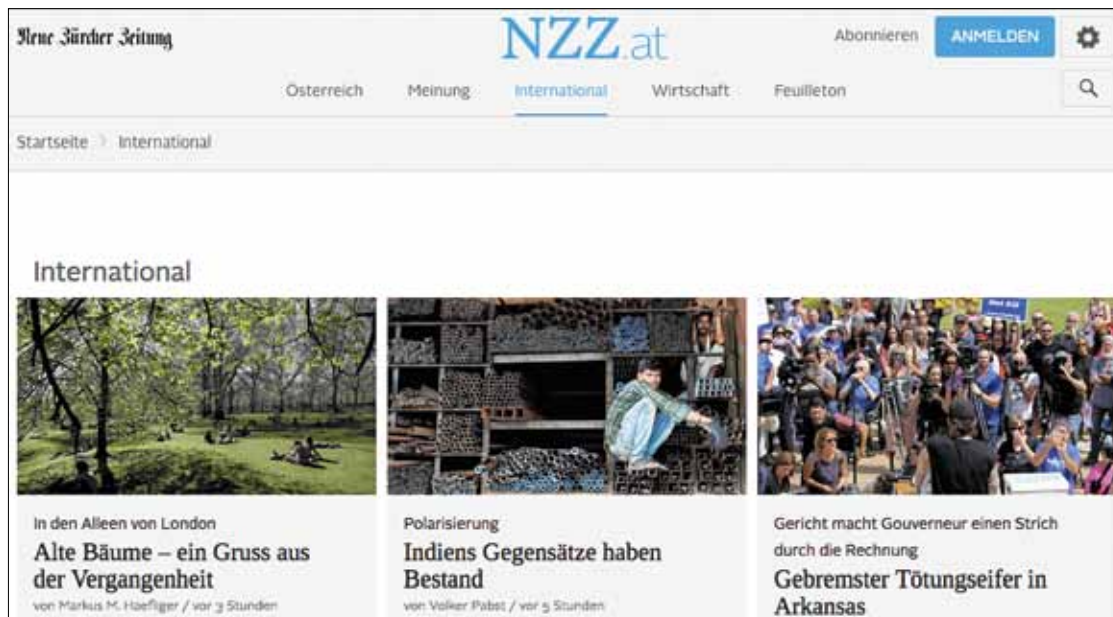 Neue Zürcher Zeitung
NZZ.at
Abonnieren
ANMELDEN
Österreich Meinung International Wirtschaft Feuilleton
Startseite > International
International
In den Alleen von London
Alte Bäume – ein Gruss aus
der Vergangenheit
von Markus M. Haefliger / vor 3 Stunden
Polarisierung
Indiens Gegensätze haben
Bestand
von Volker Pabst / vor 5 Stunden
Gericht macht Gouverneur einen Strich
durch die Rechnung
Gebremster Tötungseifer in
Arkansas